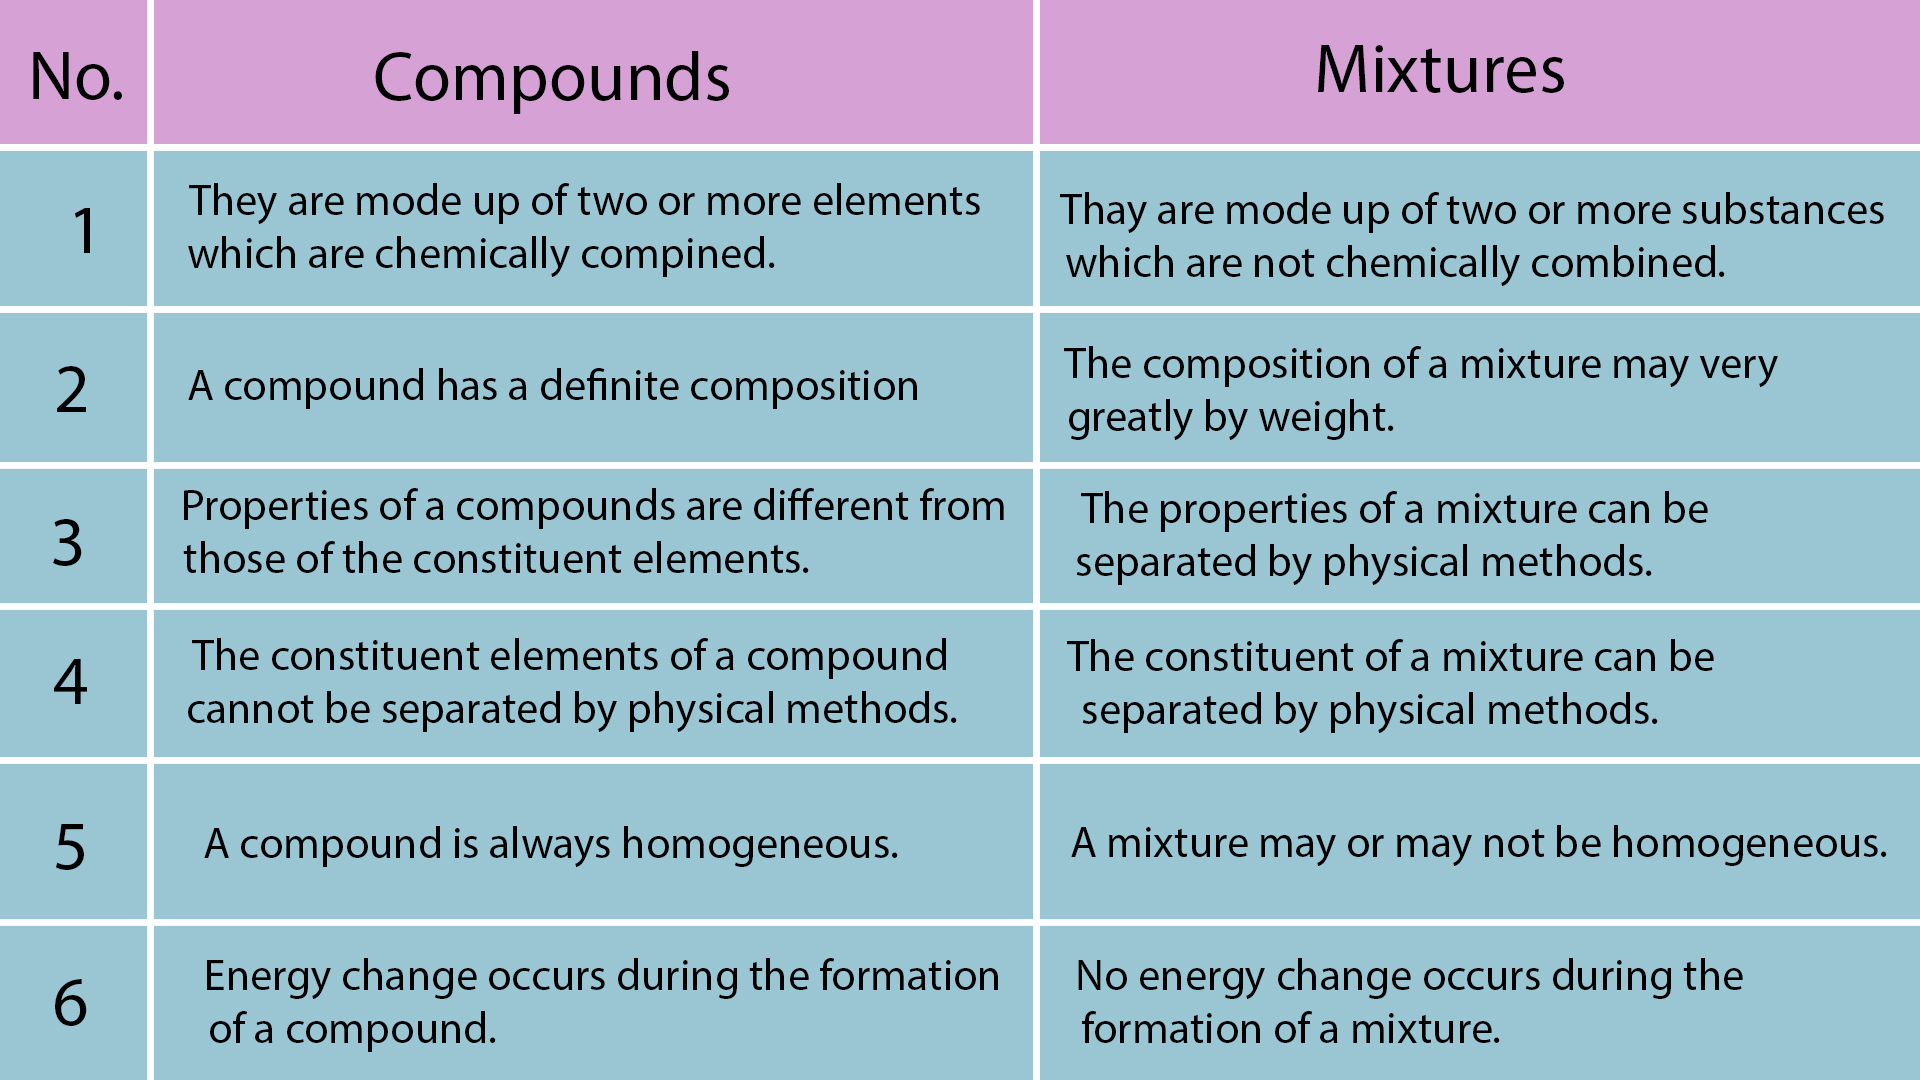 No.
Compounds
Mixtures
1
They are mode up of two or more elements
which are chemically compined.
Thay are mode up of two or more substances
which are not chemically combined.
2
A compound has a definite composition
The composition of a mixture may very
greatly by weight.
3
Properties of a compounds are different from
those of the constituent elements.
The properties of a mixture can be
separated by physical methods.
4
The constituent elements of a compound
cannot be separated by physical methods.
The constituent of a mixture can be
separated by physical methods.
5
A compound is always homogeneous.
A mixture may or may not be homogeneous.
6
Energy change occurs during the formation
of a compound.
No energy change occurs during the
formation of a mixture.